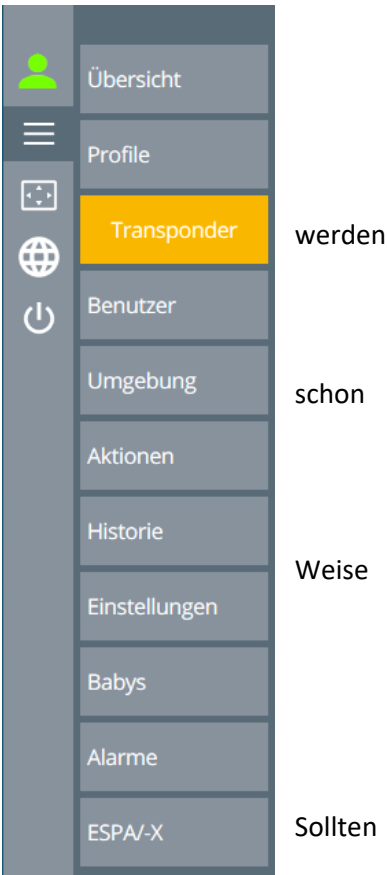 Übersicht
Profile
Transponder
werden
Benutzer
Umgebung
schon
Aktionen
Historie
Weise
Einstellungen
Babys
Alarme
ESPA/-X
Sollten